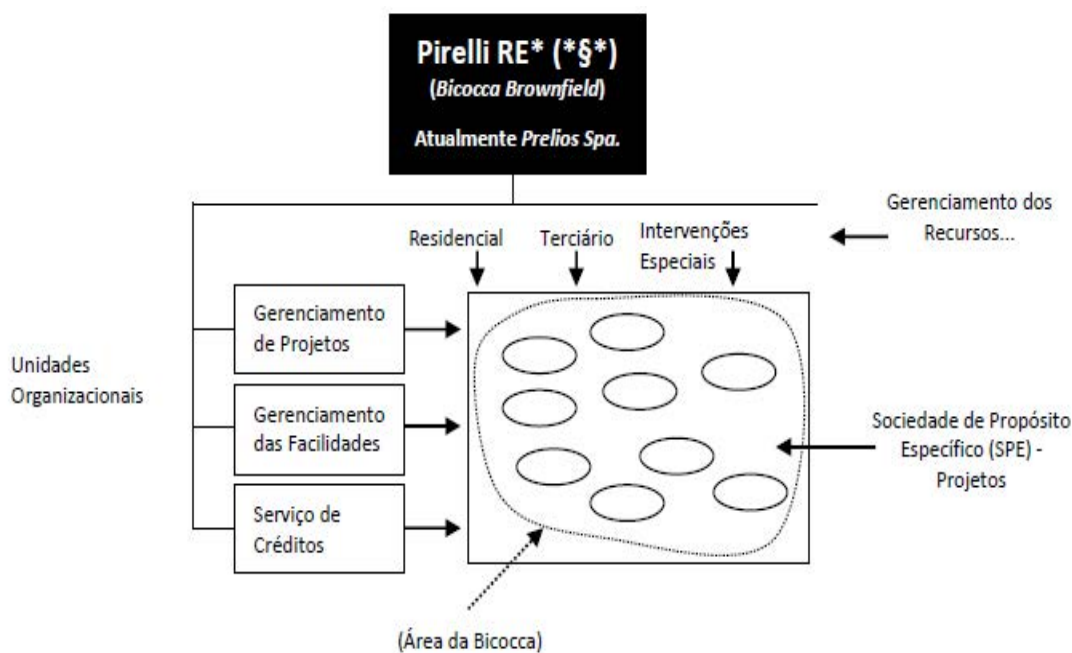 Pirelli RE* (*§*)
(Bicocca Brownfield)
Atualmente Prelios Spa.
Gerenciamento dos
Recursos...
Residencial
Terciário
Intervenções
Especiais
Gerenciamento
de Projetos
Unidades
Organizacionais
Gerenciamento
das Facilidades
Sociedade de Propósito
Específico (SPE) -
Projetos
Serviço de
Créditos
(Área da Bicocca)